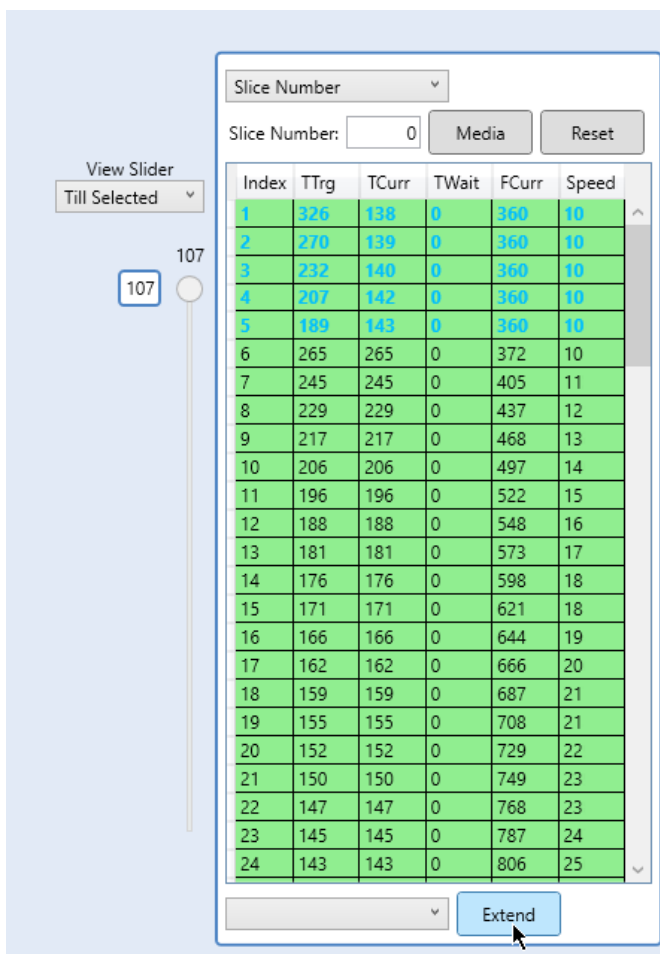 Slice Number
Slice Number: 0 Media Reset
View Slider
Till Selected
107
107
Index TTrg TCurr TWait FCurr Speed
1 326 138 0 360 10
2 270 139 0 360 10
3 232 140 0 360 10
4 207 142 0 360 10
5 189 143 0 360 10
6 265 265 0 372 10
7 245 245 0 405 11
8 229 229 0 437 12
9 217 217 0 468 13
10 206 206 0 497 14
11 196 196 0 522 15
12 188 188 0 548 16
13 181 181 0 573 17
14 176 176 0 598 18
15 171 171 0 621 18
16 166 166 0 644 19
17 162 162 0 666 20
18 159 159 0 687 21
19 155 155 0 708 21
20 152 152 0 729 22
21 150 150 0 749 23
22 147 147 0 768 23
23 145 145 0 787 24
24 143 143 0 806 25
Extend